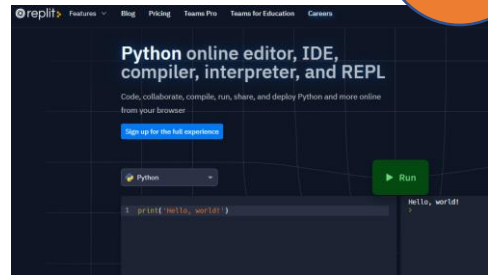 replit
Features Blog Pricing Teams Pro Teams for Education Careers
Python online editor, IDE,
compiler, interpreter, and REPL
Code, collaborate, compile, run, share, and deploy Python and more online
from your browser
Sign up for the full experience
Python
Run
1 print('Hello, world!')
Hello, world!